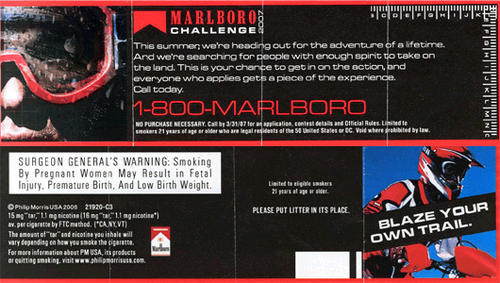 MARLBORO
CHALLENGE 2007
BCDEFGHIJK
This summer, we're heading out for the adventure of a lifetime.
And we're searching for people with enough spirit to take on
the land. This is your chance to get in on the action, and
everyone who applies gets a piece of the experience.
Call today.
1-800-MARLBORO
NO PURCHASE NECESSARY. Call by 3/31/07 for an application, contest details and Official Rules. Limited to
smokers 21 years of age or older who are legal residents of the 50 United States or DC. Void where prohibited by law.
SURGEON GENERAL'S WARNING: Smoking
By Pregnant Women May Result in Fetal
Injury, Premature Birth, And Low Birth Weight.
© Philip Morris USA 2006 21920-C3
15 mg "tar," 1.1 mg nicotine (16 mg "tar," 1.1 mg nicotine*)
av. per cigarette by FTC method. (*CA,NY,VT)
The amount of "tar" and nicotine you inhale will
vary depending on how you smoke the cigarette.
For more information about PM USA, its products
or quitting smoking, visit www.philipmorrisusa.com.
Marlboro
Limited to eligible smokers
21 years of age or older.
PLEASE PUT LITTER IN ITS PLACE.
BLAZE YOUR
OWN TRAIL.